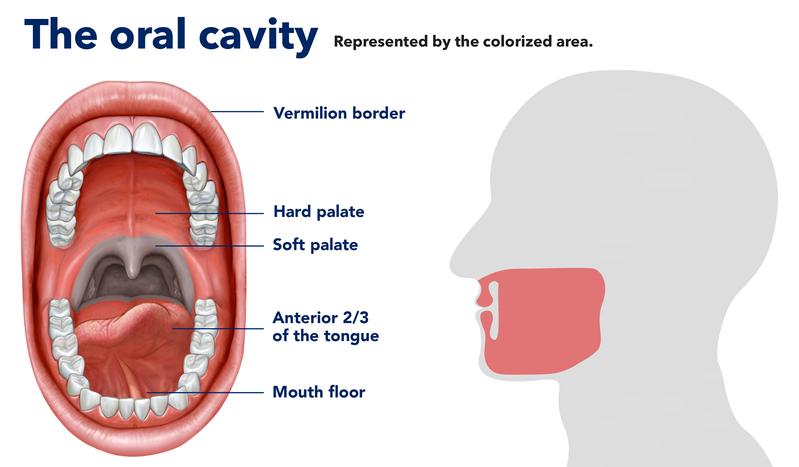 The oral cavity
Represented by the colorized area.
Vermilion border
Hard palate
Soft palate
Anterior 2/3
of the tongue
Mouth floor